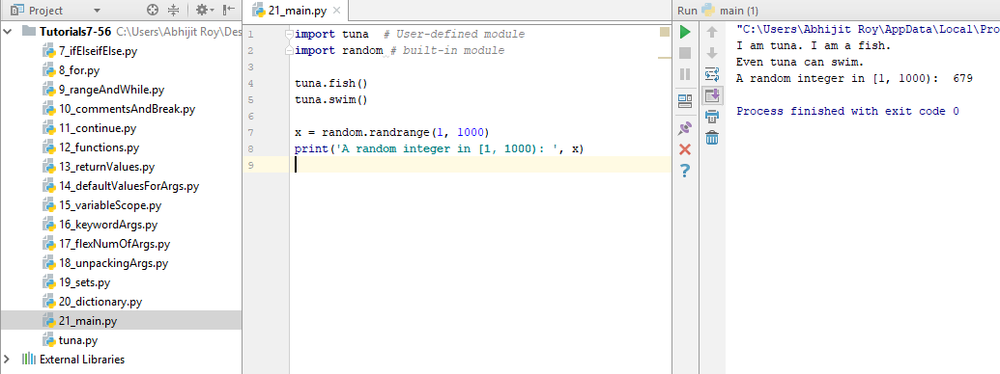 Project
Tutorials7-56 C:\Users\Abhijit Roy\Des
7_ifElseifElse.py
8_for.py
9_rangeAndWhile.py
10_commentsAndBreak.py
11_continue.py
12_functions.py
13_returnValues.py
14_defaultValuesForArgs.py
15_variableScope.py
16_keywordArgs.py
17_flexNumOfArgs.py
18_unpackingArgs.py
19_sets.py
20_dictionary.py
21_main.py
tuna.py
External Libraries
21_main.py
1 import tuna # User-defined module
2 import random # built-in module
3
4 tuna.fish()
5 tuna.swim()
6
7 x = random.randrange(1, 1000)
8 print('A random integer in [1, 1000): ', x)
9
Run main (1)
"C:\Users\Abhijit Roy\AppData\Local\Pro
I am tuna. I am a fish.
Even tuna can swim.
A random integer in [1, 1000): 679
Process finished with exit code 0